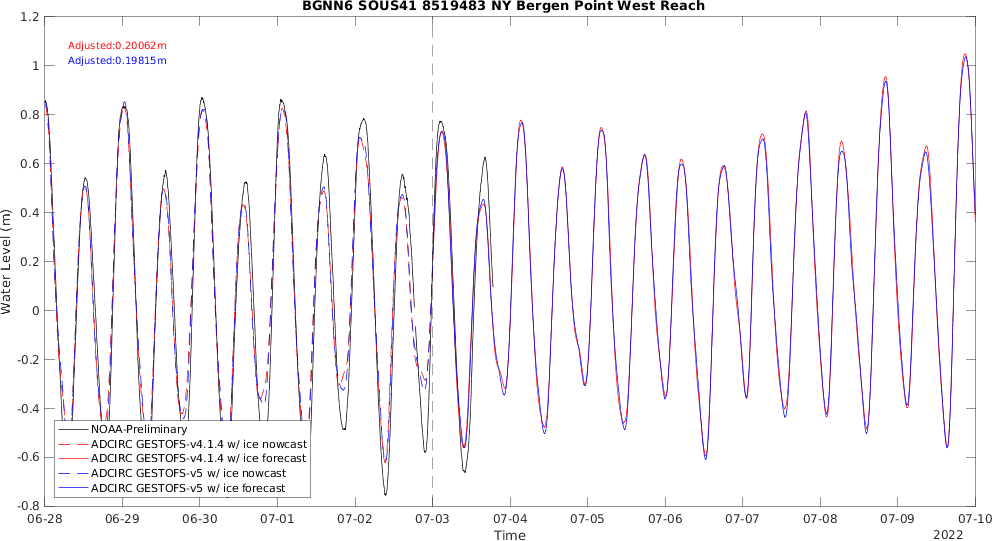 BGNN6 SOUS41 8519483 NY Bergen Point West Reach
1.2
1
0.8
0.6
0.4
0.2
0
-0.2
-0.4
-0.6
-0.8
Water Level (m)
Adjusted:0.20062m
Adjusted:0.19815m
NOAA-Preliminary
ADCIRC GESTOFS-v4.1.4 w/ ice nowcast
ADCIRC GESTOFS-v4.1.4 w/ ice forecast
ADCIRC GESTOFS-v5 w/ ice nowcast
ADCIRC GESTOFS-v5 w/ ice forecast
06-28 06-29 06-30 07-01 07-02 07-03 07-04 07-05 07-06 07-07 07-08 07-09 07-10
Time
2022